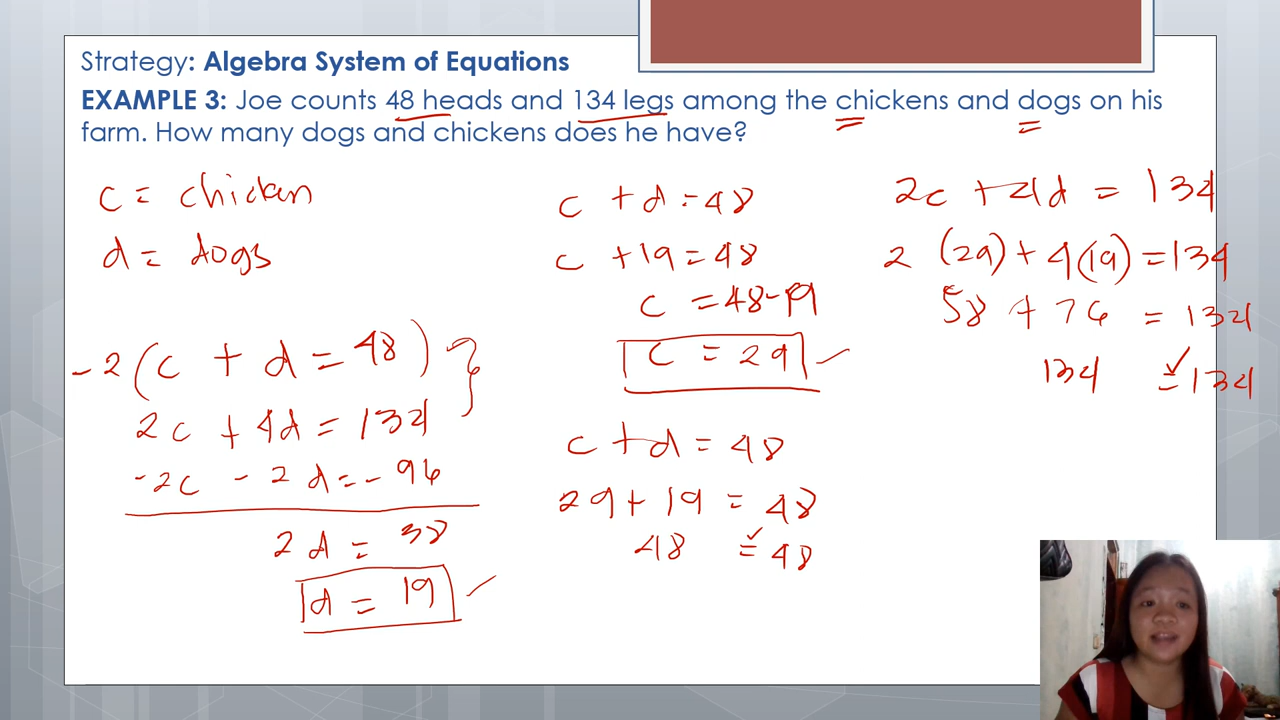 Strategy: Algebra System of Equations
EXAMPLE 3: Joe counts 48 heads and 134 legs among the chickens and dogs on his
farm. How many dogs and chickens does he have?
c = chicken
d = dogs
-2(c + d = 48)
2c + 4d = 134
-2c - 2d = -96
2d = 38
d = 19
c + d = 48
c + 19 = 48
c = 48-19
c = 29
c + d = 48
29 + 19 = 48
48 = 48
2c + 4d = 134
2 (29) + 4(19) = 134
58 + 76 = 134
134 = 134